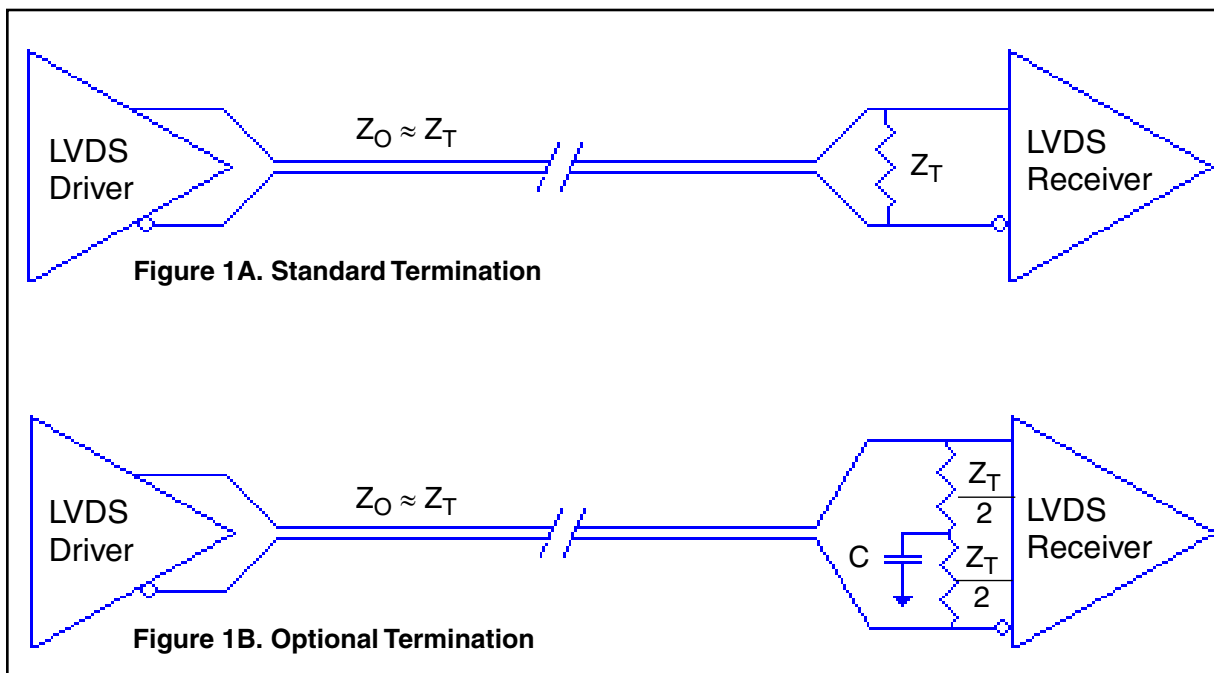 LVDS
Driver
Z_O ≈ Z_T
Z_T
LVDS
Receiver
Figure 1A. Standard Termination
LVDS
Driver
Z_O ≈ Z_T
C
Z_T
2
Z_T
2
LVDS
Receiver
Figure 1B. Optional Termination